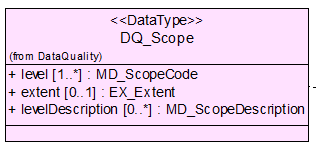 <<DataType>>
DQ_Scope
(from DataQuality)
+ level [1..*] : MD_ScopeCode
+ extent [0..1] : EX_Extent
+ levelDescription [0..*] : MD_ScopeDescription